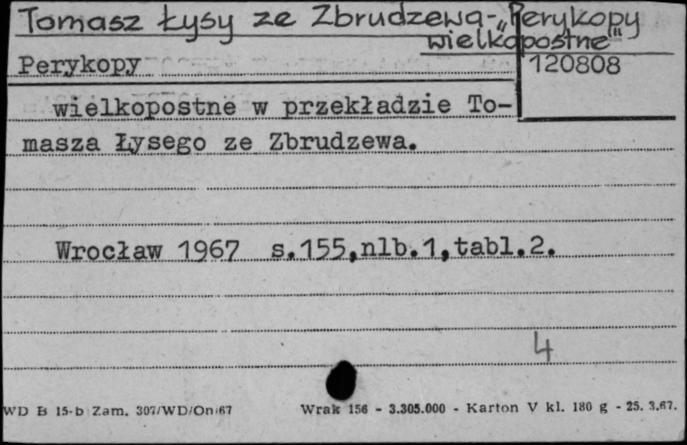 Tomasz Łysy ze Zbrudzewa - „Perykopy
wielkopostne"
Perykopy
120808
wielkopostne w przekładzie To-
masza Łysego ze Zbrudzewa.
Wrocław 1967 s.155,nlb.1,tabl.2.
4
WD B 15-b Zam. 307/WD/On/67 Wrak 156 - 3.305.000 - Karton V kl. 180 g - 25. 3.67.